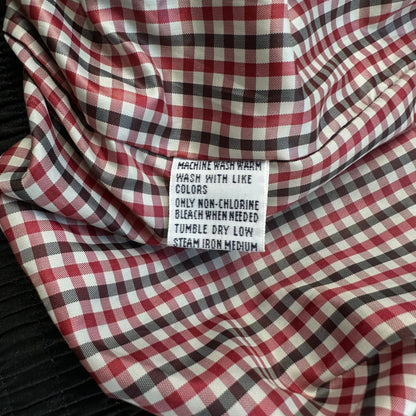 MACHINE WASH WARM
WASH WITH LIKE
COLORS
ONLY NON-CHLORINE
BLEACH WHEN NEEDED
TUMBLE DRY LOW
STEAM IRON MEDIUM